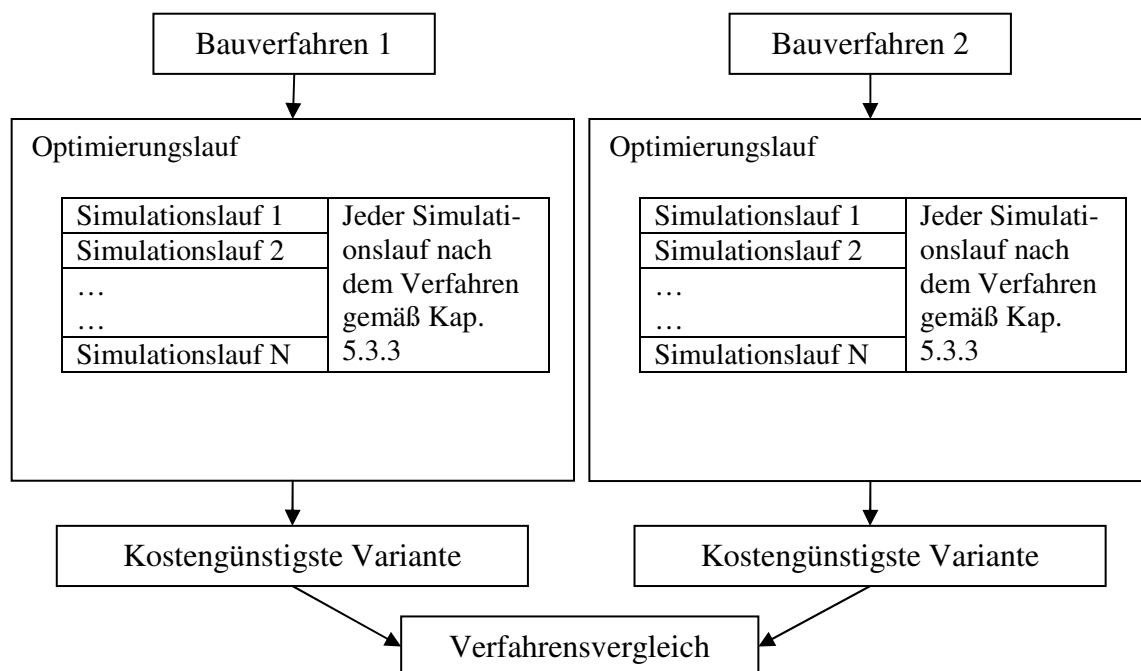 Bauverfahren 1
Bauverfahren 2
Optimierungslauf
Simulationslauf 1
Simulationslauf 2
…
…
Simulationslauf N
Jeder Simulati-
onslauf nach
dem Verfahren
gemäß Kap.
5.3.3
Optimierungslauf
Simulationslauf 1
Simulationslauf 2
…
…
Simulationslauf N
Jeder Simulati-
onslauf nach
dem Verfahren
gemäß Kap.
5.3.3
Kostengünstigste Variante
Kostengünstigste Variante
Verfahrensvergleich